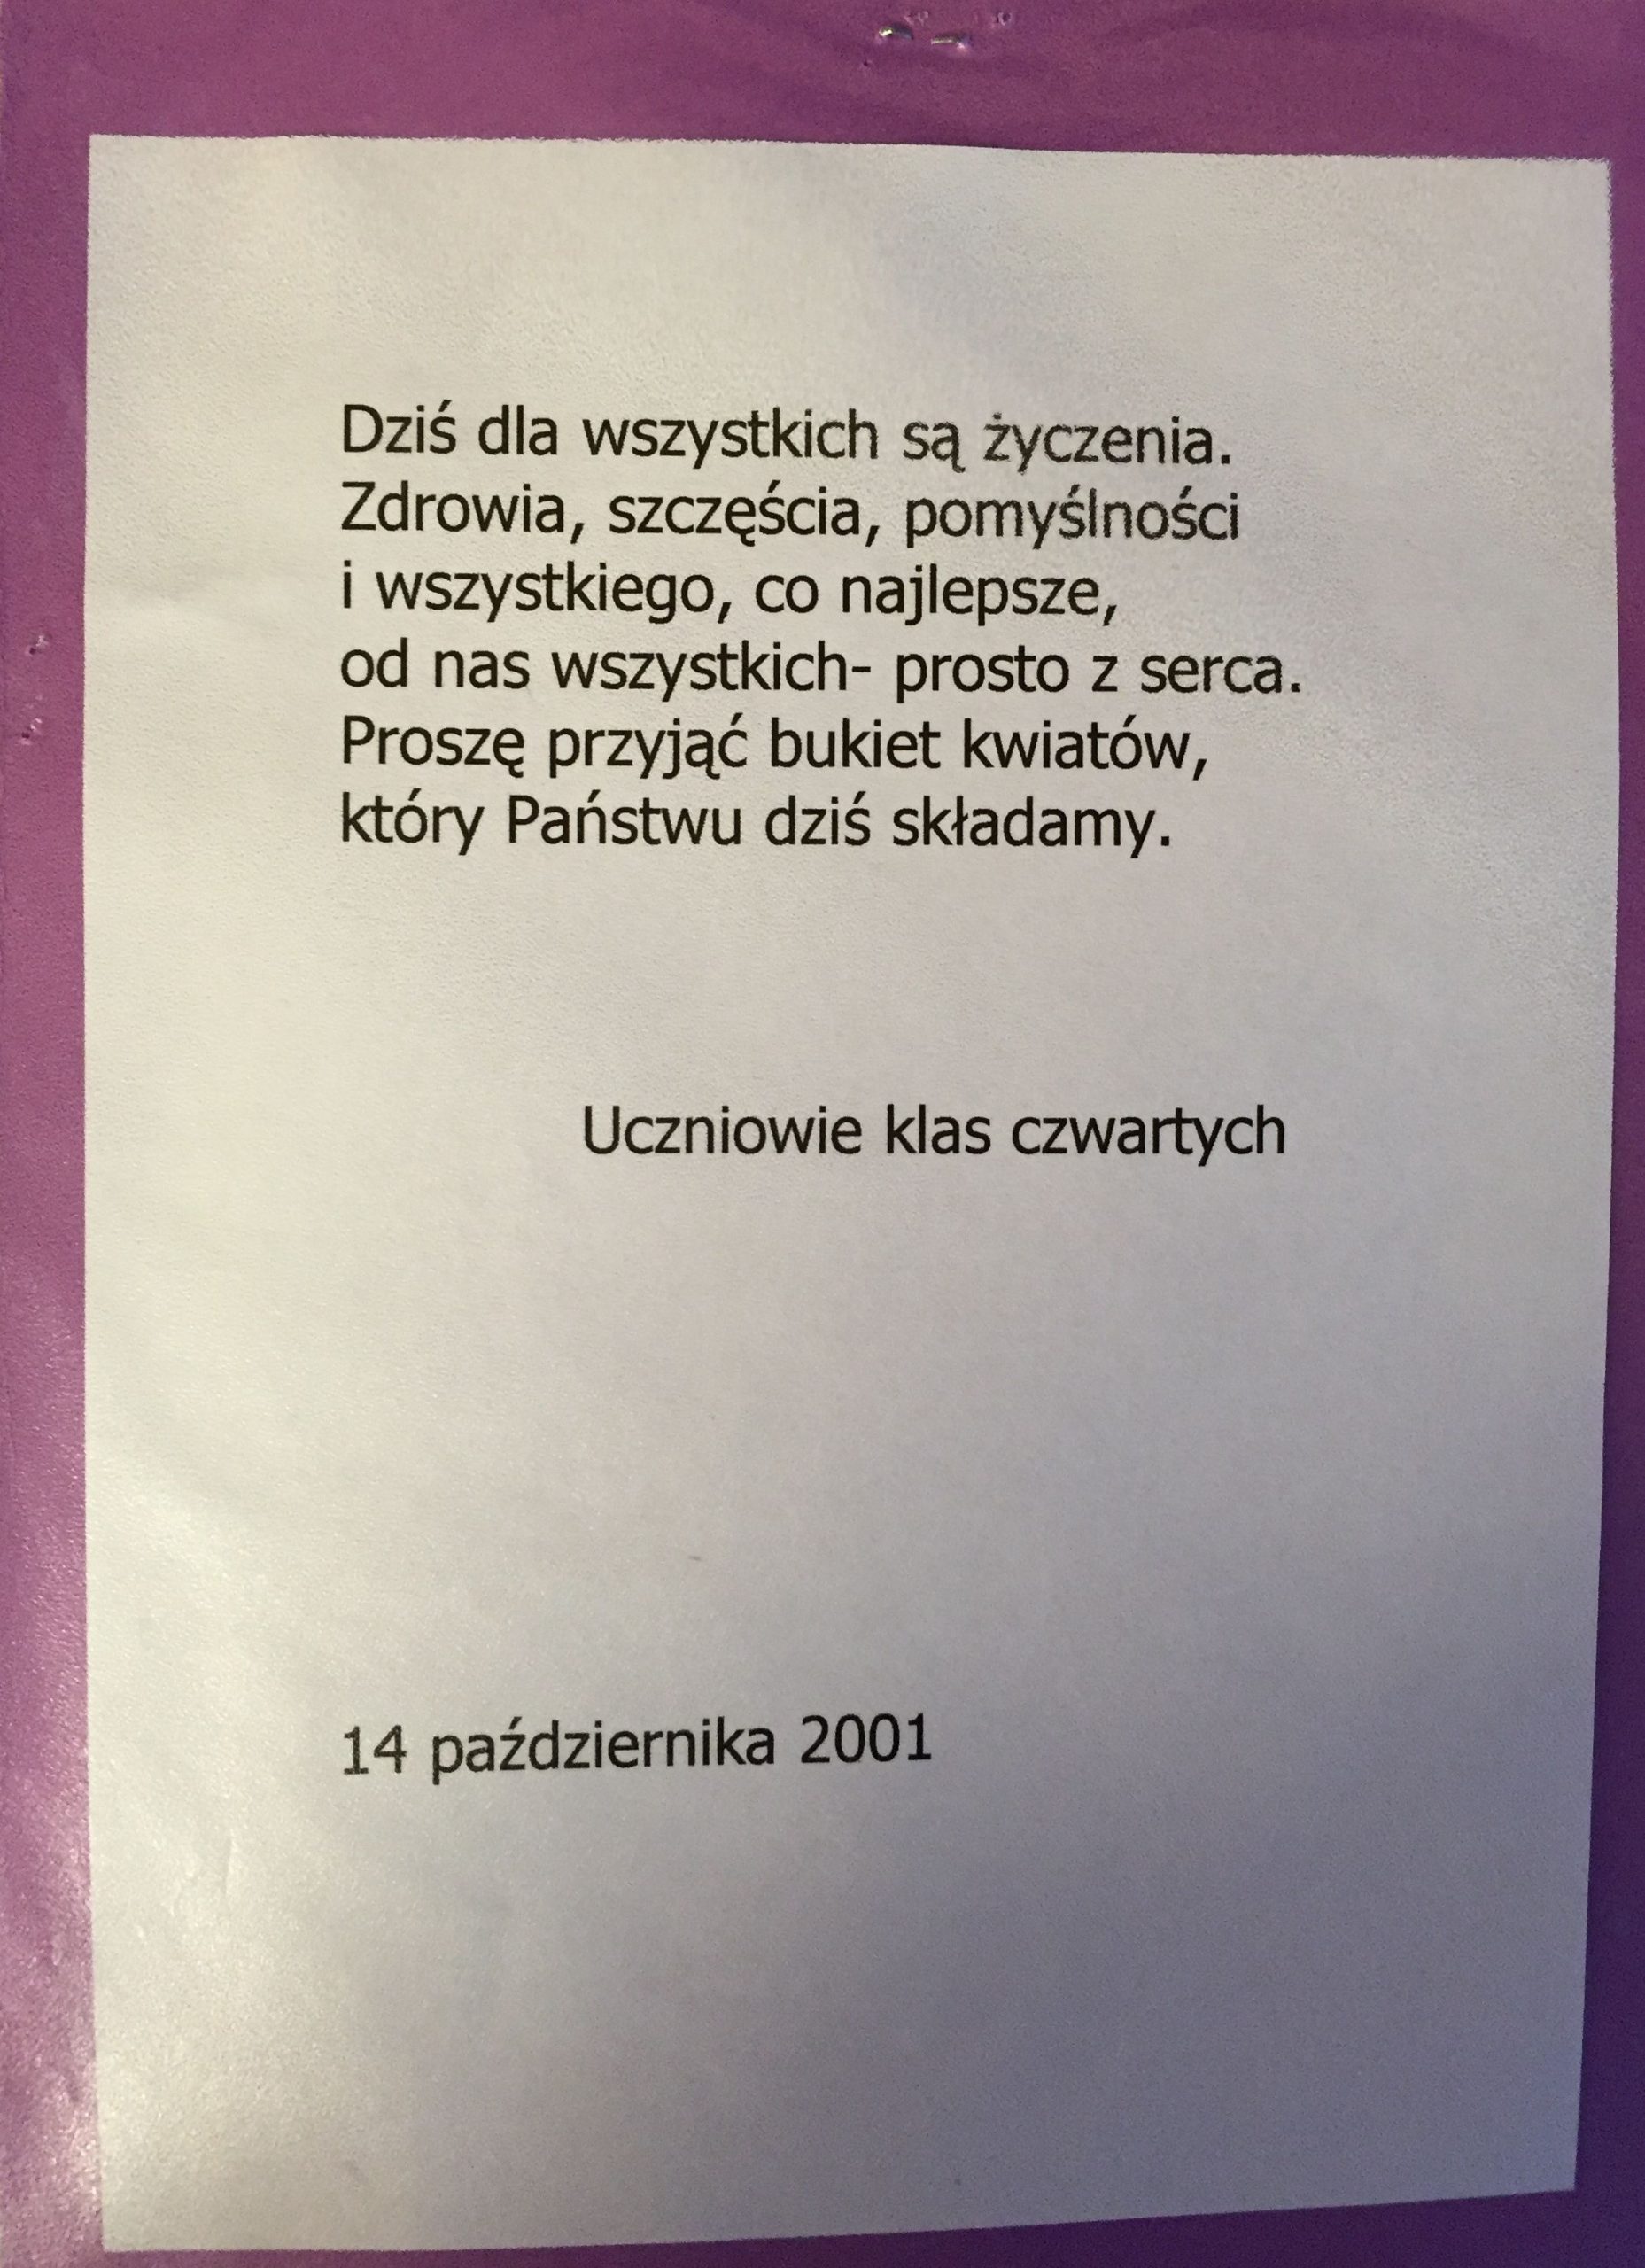 Dziś dla wszystkich są życzenia.
Zdrowia, szczęścia, pomyślności
i wszystkiego, co najlepsze,
od nas wszystkich- prosto z serca.
Proszę przyjąć bukiet kwiatów,
który Państwu dziś składamy.
Uczniowie klas czwartych
14 października 2001